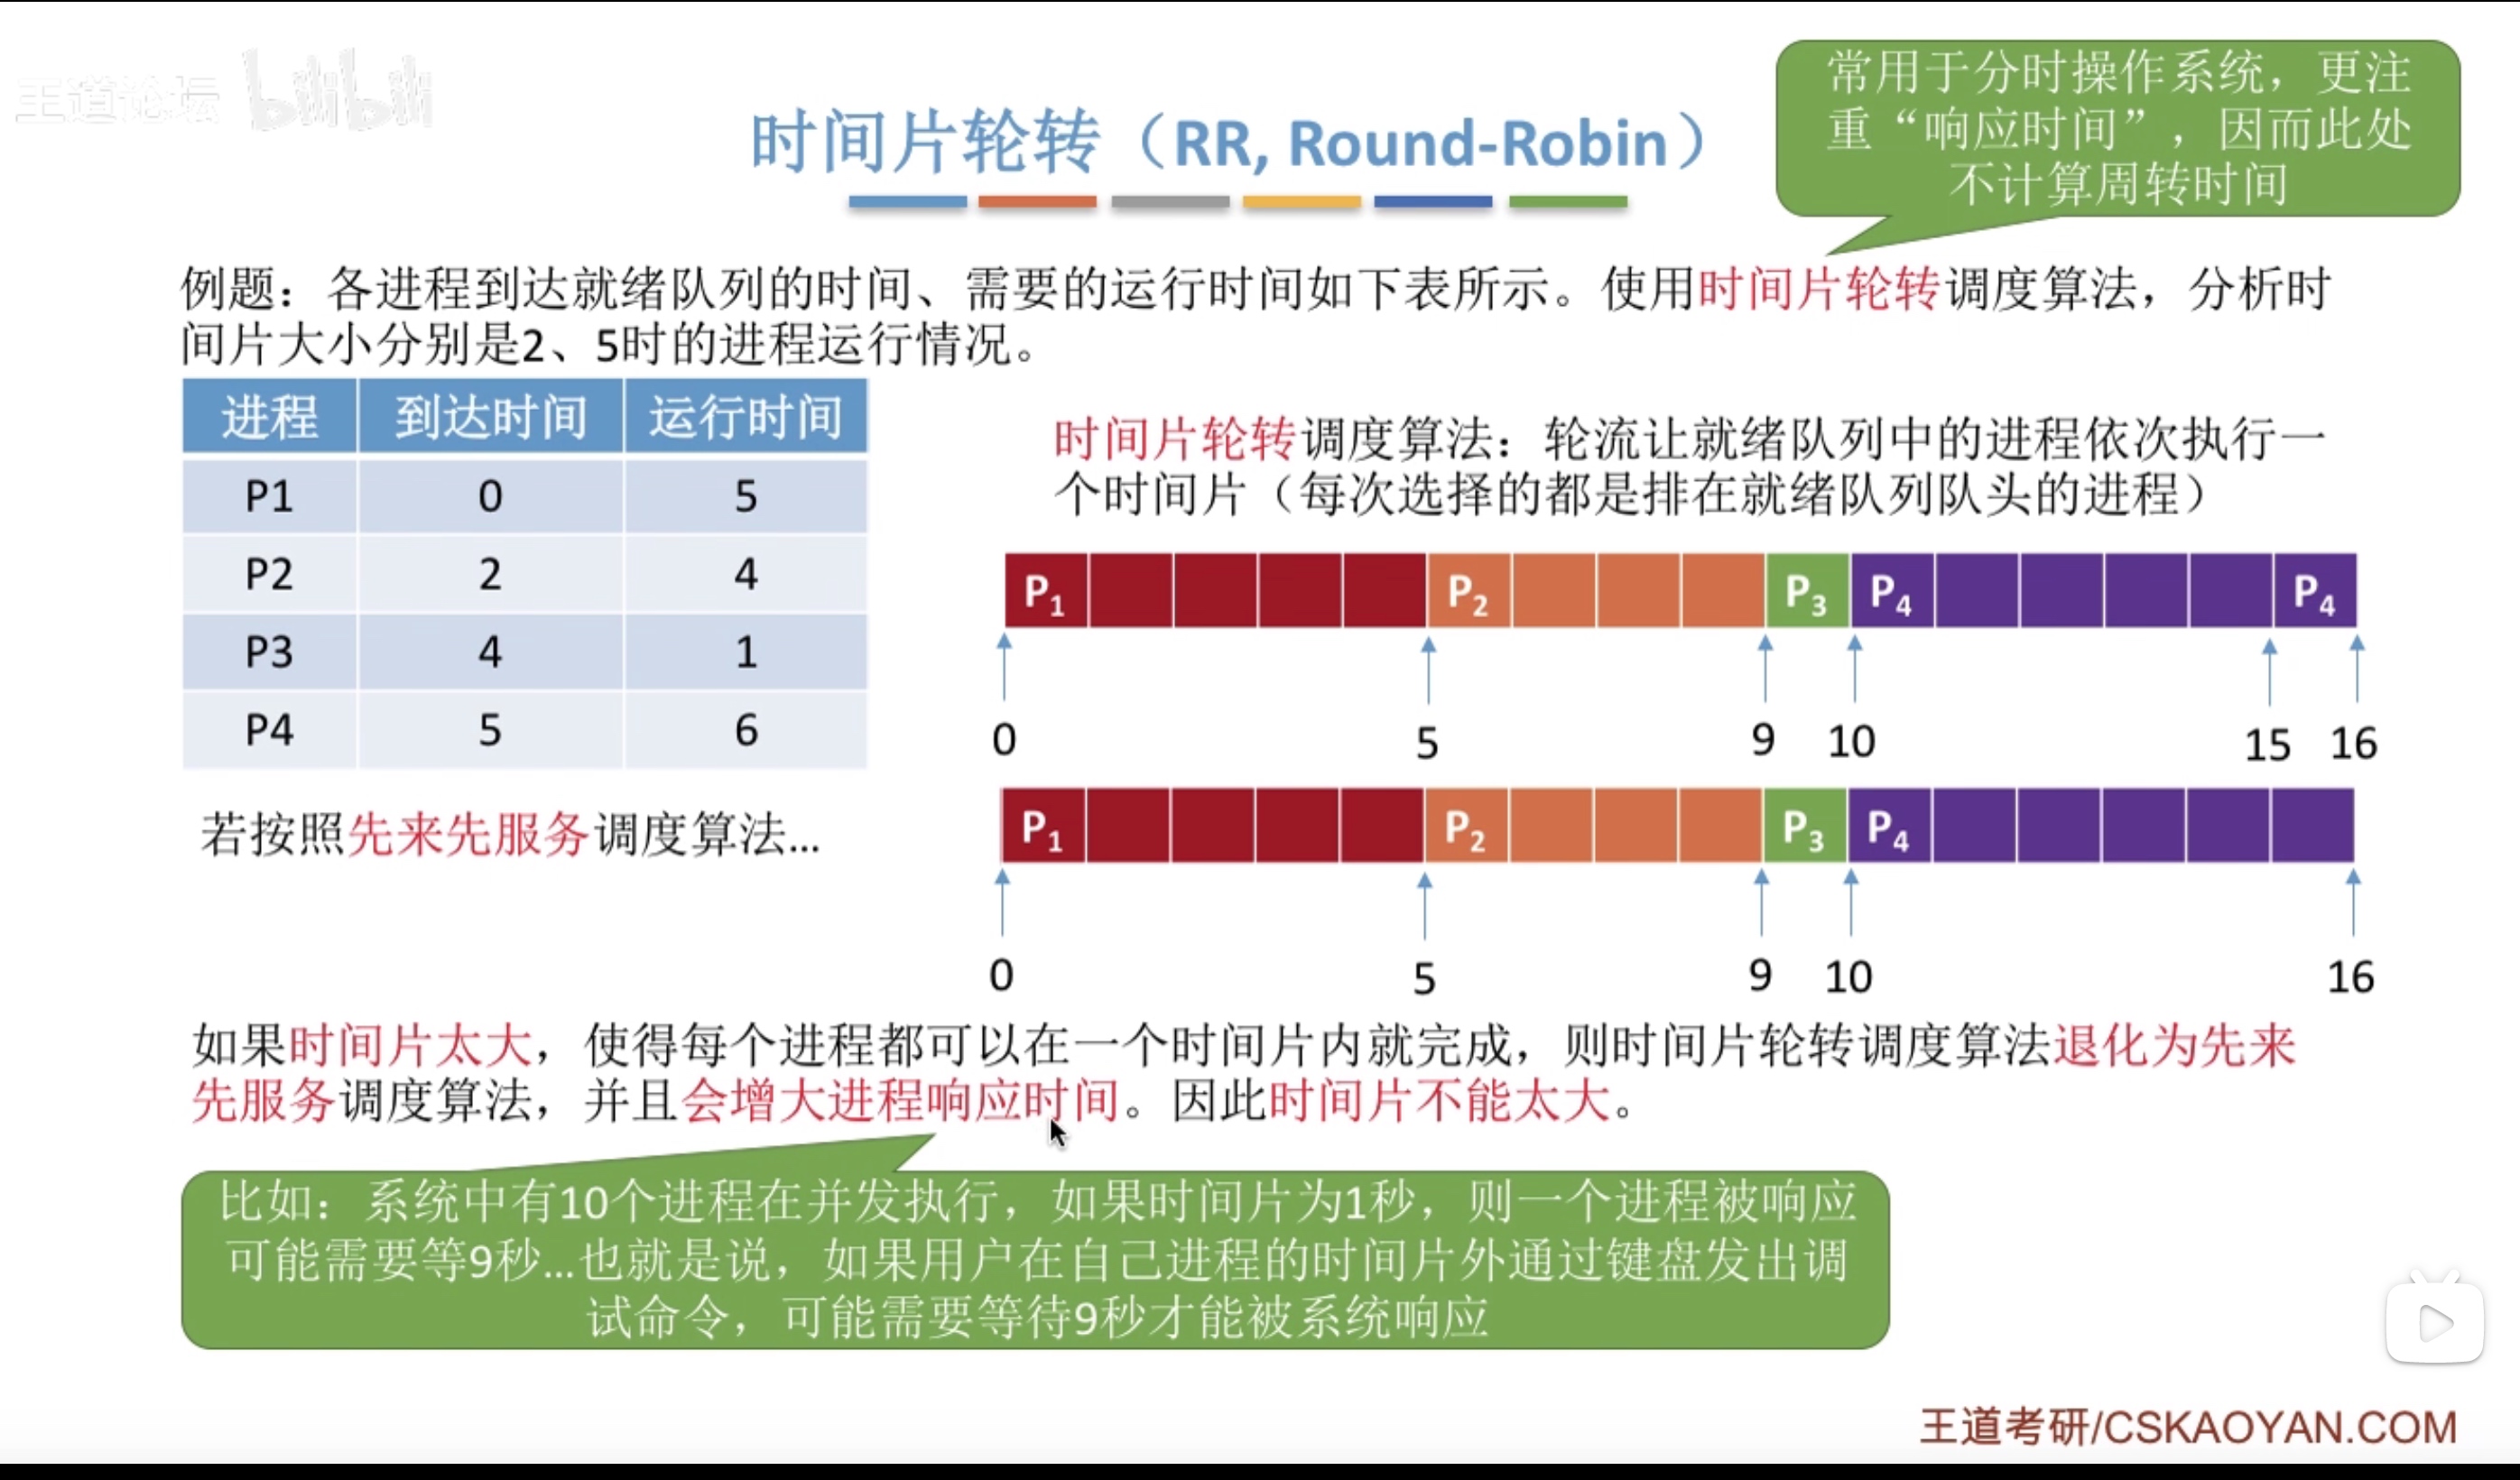 王道论坛 bilibili
常用于分时操作系统，更注
重“响应时间”，因而此处
不计算周转时间
时间片轮转（RR, Round-Robin）
例题：各进程到达就绪队列的时间、需要的运行时间如下表所示。使用时间片轮转调度算法，分析时
间片大小分别是2、5时的进程运行情况。
进程 到达时间 运行时间
P1 0 5
P2 2 4
P3 4 1
P4 5 6
时间片轮转调度算法：轮流让就绪队列中的进程依次执行一
个时间片（每次选择的都是排在就绪队列队头的进程）
P1 P2 P3 P4 P4
0 5 9 10 15 16
若按照先来先服务调度算法...
P1 P2 P3 P4
0 5 9 10 16
如果时间片太大，使得每个进程都可以在一个时间片内就完成，则时间片轮转调度算法退化为先来
先服务调度算法，并且会增大进程响应时间。因此时间片不能太大。
比如：系统中有10个进程在并发执行，如果时间片为1秒，则一个进程被响应
可能需要等9秒...也就是说，如果用户在自己进程的时间片外通过键盘发出调
试命令，可能需要等待9秒才能被系统响应
王道考研/CSKAOYAN.COM